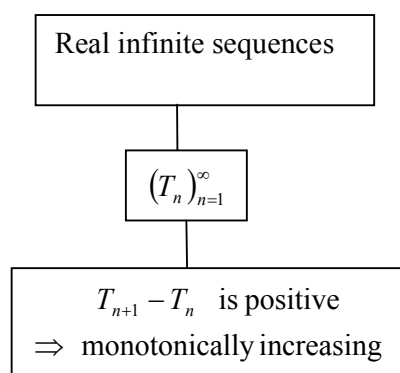 Real infinite sequences
(Tₙ)ₙ₌₁^∞
Tₙ₊₁ − Tₙ is positive
⇒ monotonically increasing